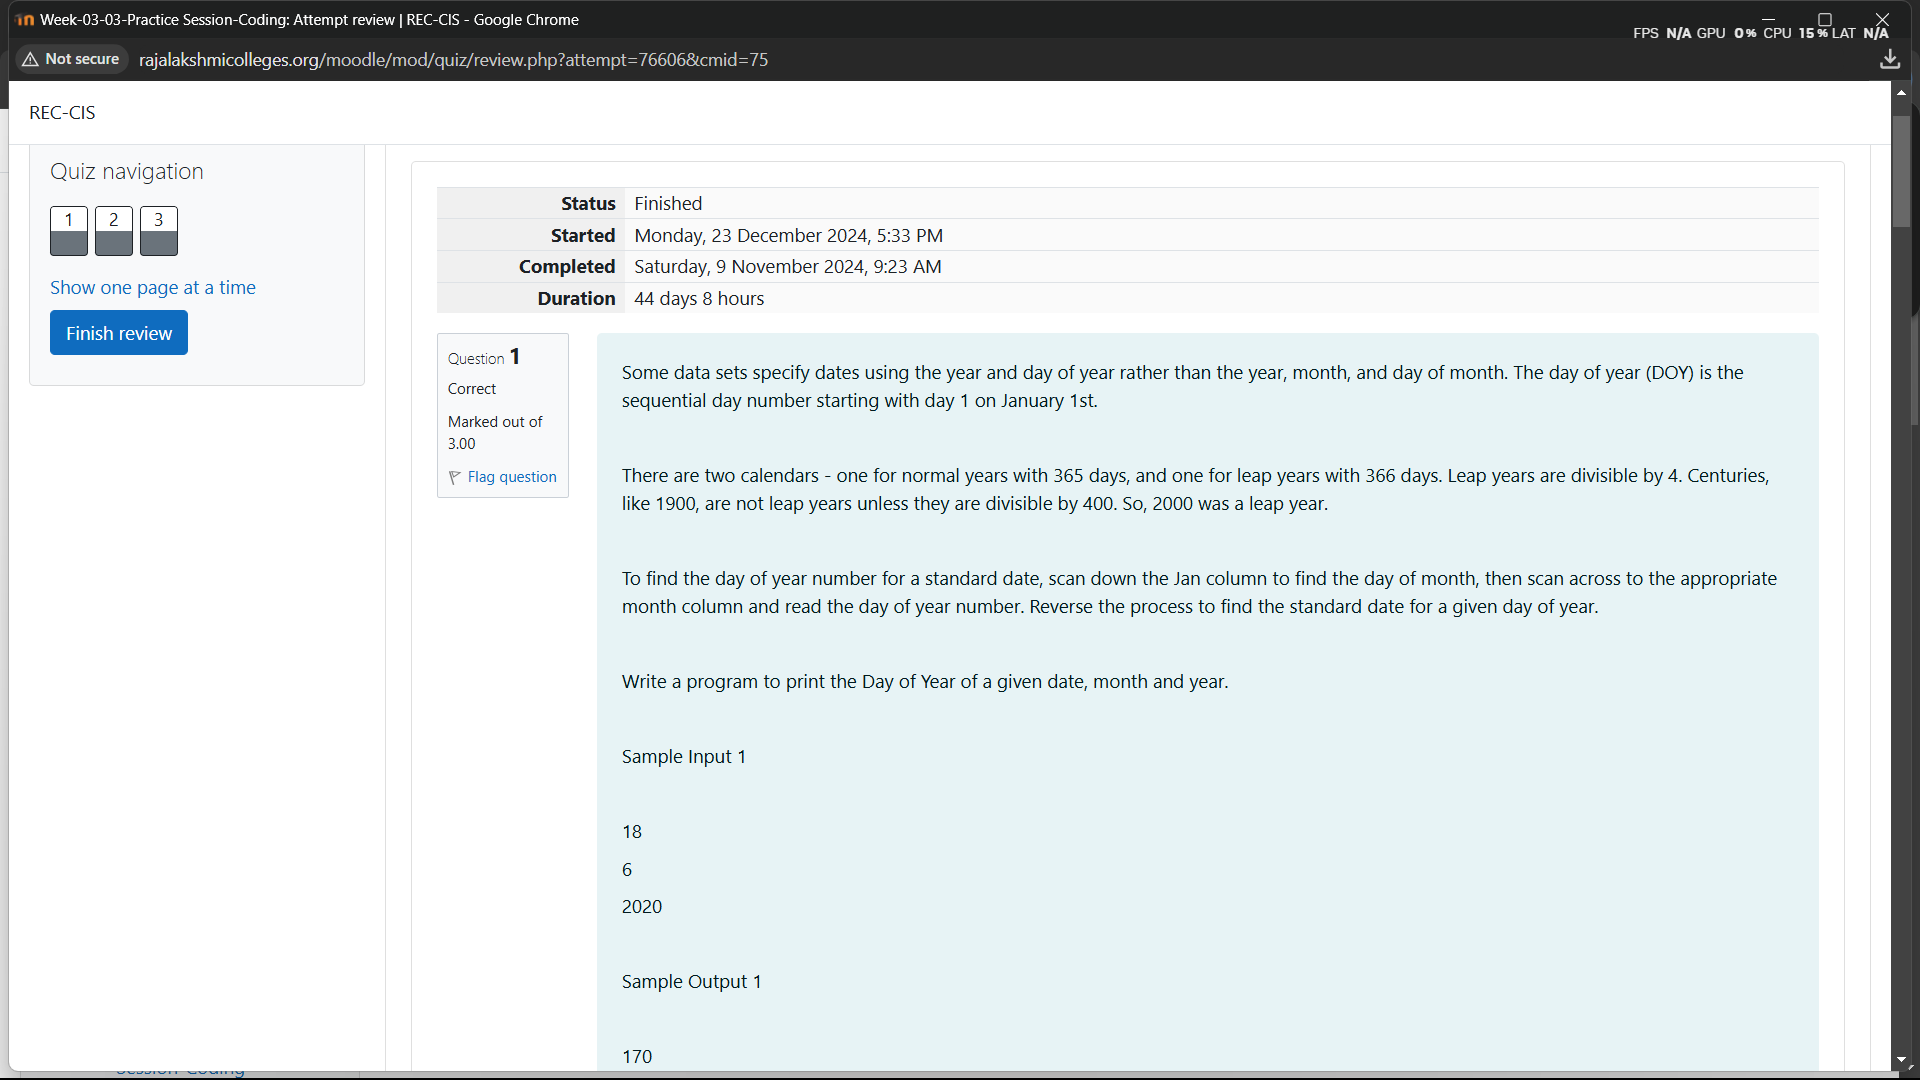 Week-03-03-Practice Session-Coding: Attempt review | REC-CIS - Google Chrome
FPS N/A GPU 0% CPU 15% LAT N/A
Not secure rajalakshmicolleges.org/moodle/mod/quiz/review.php?attempt=76606&cmid=75
REC-CIS
Quiz navigation
1 2 3
Show one page at a time
Finish review
Status Finished
Started Monday, 23 December 2024, 5:33 PM
Completed Saturday, 9 November 2024, 9:23 AM
Duration 44 days 8 hours
Question 1
Correct
Marked out of
3.00
Flag question
Some data sets specify dates using the year and day of year rather than the year, month, and day of month. The day of year (DOY) is the
sequential day number starting with day 1 on January 1st.
There are two calendars - one for normal years with 365 days, and one for leap years with 366 days. Leap years are divisible by 4. Centuries,
like 1900, are not leap years unless they are divisible by 400. So, 2000 was a leap year.
To find the day of year number for a standard date, scan down the Jan column to find the day of month, then scan across to the appropriate
month column and read the day of year number. Reverse the process to find the standard date for a given day of year.
Write a program to print the Day of Year of a given date, month and year.
Sample Input 1
18
6
2020
Sample Output 1
170
Session-Coding